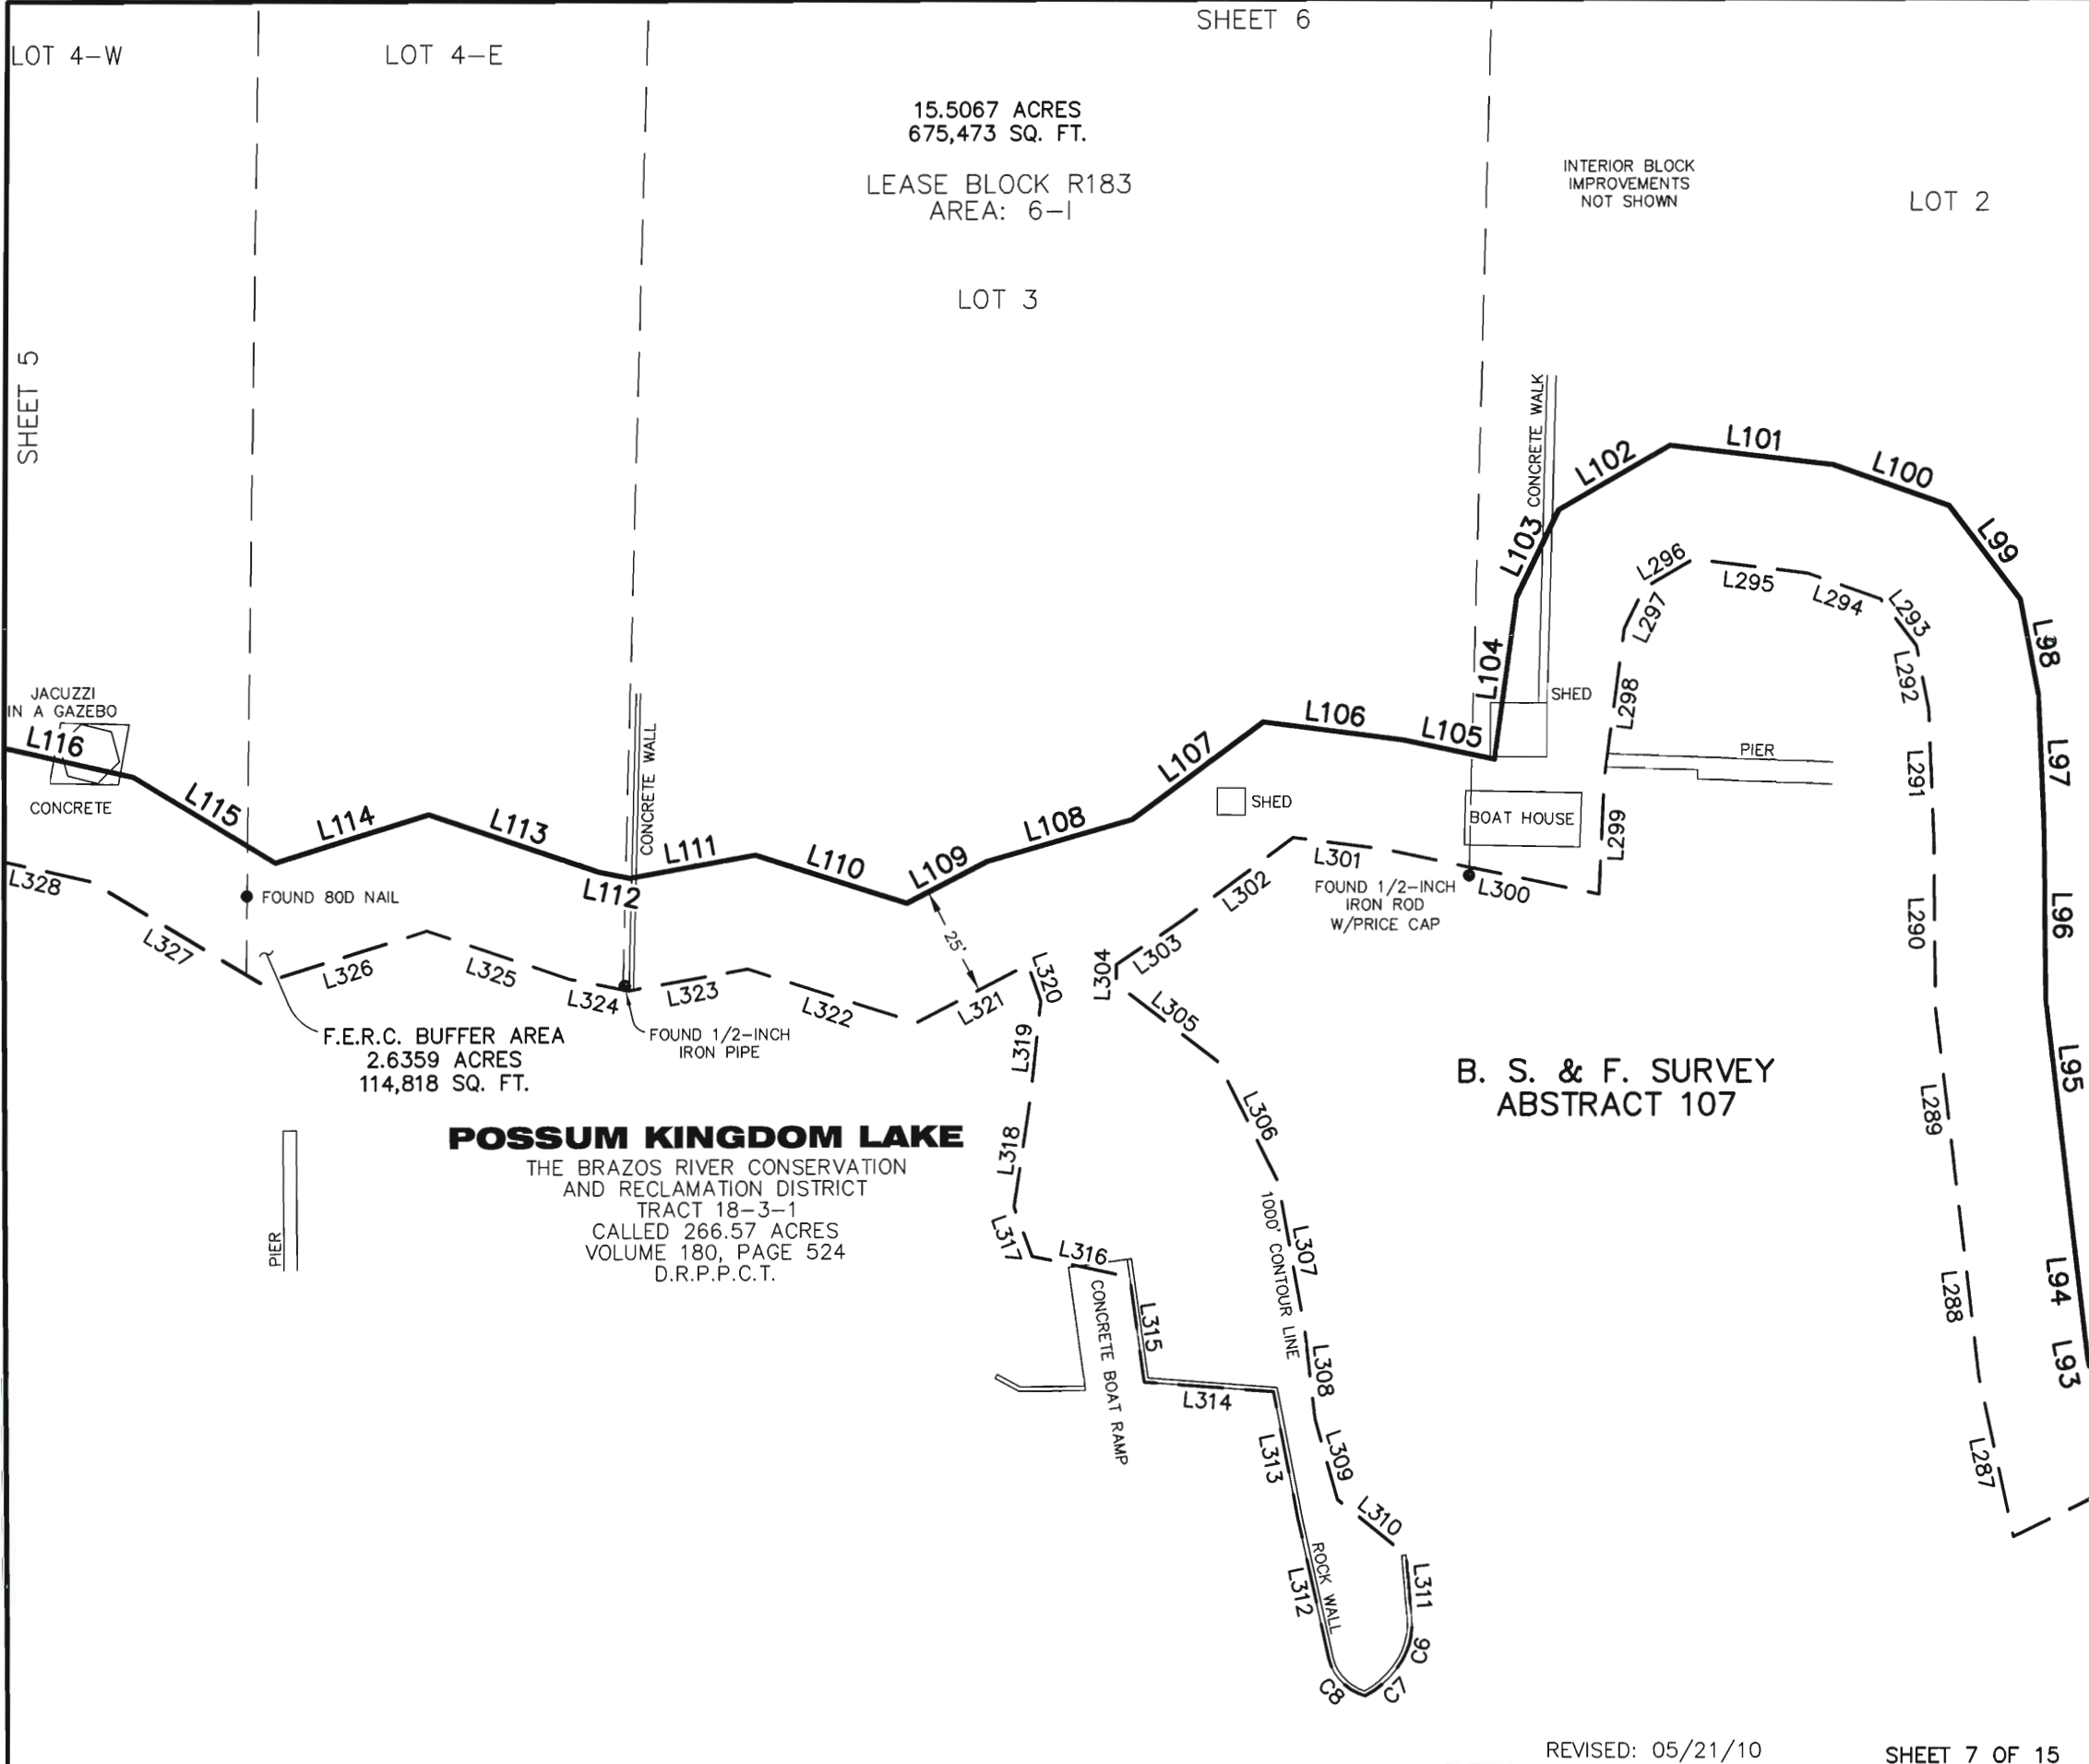 SHEET 6
LOT 4-W
LOT 4-E
15.5067 ACRES
675,473 SQ. FT.
LEASE BLOCK R183
AREA: 6-I
INTERIOR BLOCK
IMPROVEMENTS
NOT SHOWN
LOT 2
LOT 3
SHEET 5
CONCRETE WALK
L101
L102
L100
L103
L99
L296
L295
L294
L293
L297
L98
L104
L292
L298
SHED
JACUZZI
IN A GAZEBO
L116
L106
L105
L107
PIER
L97
L291
CONCRETE WALL
CONCRETE
L115
L114
L113
L108
SHED
BOAT HOUSE
L299
L111
L110
L109
L301
L328
FOUND 80D NAIL
L112
L302
FOUND 1/2-INCH
IRON ROD
W/PRICE CAP
L300
L96
L290
L327
L326
L325
25'
L320
L304
L303
L324
L323
L322
L321
L305
F.E.R.C. BUFFER AREA
2.6359 ACRES
114,818 SQ. FT.
FOUND 1/2-INCH
IRON PIPE
L319
L95
B. S. & F. SURVEY
ABSTRACT 107
L306
L289
POSSUM KINGDOM LAKE
THE BRAZOS RIVER CONSERVATION
AND RECLAMATION DISTRICT
TRACT 18-3-1
CALLED 266.57 ACRES
VOLUME 180, PAGE 524
D.R.P.P.C.T.
L318
PIER
L317
L316
1000' CONTOUR LINE
L307
L94
L288
CONCRETE BOAT RAMP
L315
L308
L93
L314
L313
L309
L287
L310
ROCK WALL
L312
L311
C6
C8
C7
REVISED: 05/21/10
SHEET 7 OF 15